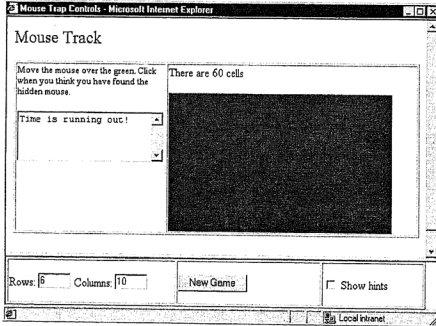 Mouse Trap Controls - Microsoft Internet Explorer
Mouse Track
Move the mouse over the green. Click
when you think you have found the
hidden mouse.
Time is running out!
There are 60 cells
Rows: 6 Columns: 10
New Game
Show hints
Local intranet